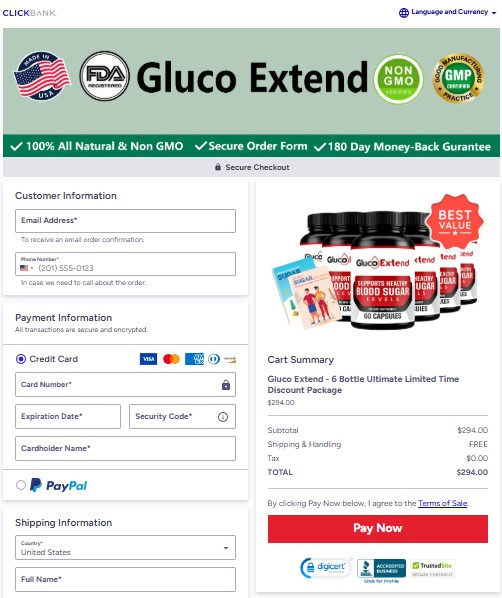 CLICKBANK
Language and Currency
MADE IN
USA
FDA
REGISTERED
Gluco Extend
NON
GMO
VERIFIED
GOOD MANUFACTURING
GMP
CERTIFIED
PRACTICE
100% All Natural & Non GMO
Secure Order Form
180 Day Money-Back Gurantee
Secure Checkout
Customer Information
Email Address*
To receive an email order confirmation.
Phone Number*
(201) 555-0123
In case we need to call about the order.
Payment Information
All transactions are secure and encrypted.
Credit Card
VISA
Card Number*
Expiration Date*
Security Code*
Cardholder Name*
PayPal
Shipping Information
Country*
United States
Full Name*
BEST
VALUE
SUGAR
SUGAR
GlucoExtend
SUPPORTS HEALTHY
BLOOD SUGAR
LEVELS
60 CAPSULES
Cart Summary
Gluco Extend - 6 Bottle Ultimate Limited Time
Discount Package
$294.00
Subtotal $294.00
Shipping & Handling FREE
Tax $0.00
TOTAL $294.00
By clicking Pay Now below, I agree to the Terms of Sale.
Pay Now
digicert
BBB ACCREDITED
BUSINESS
Click for Profile
TrustedSite